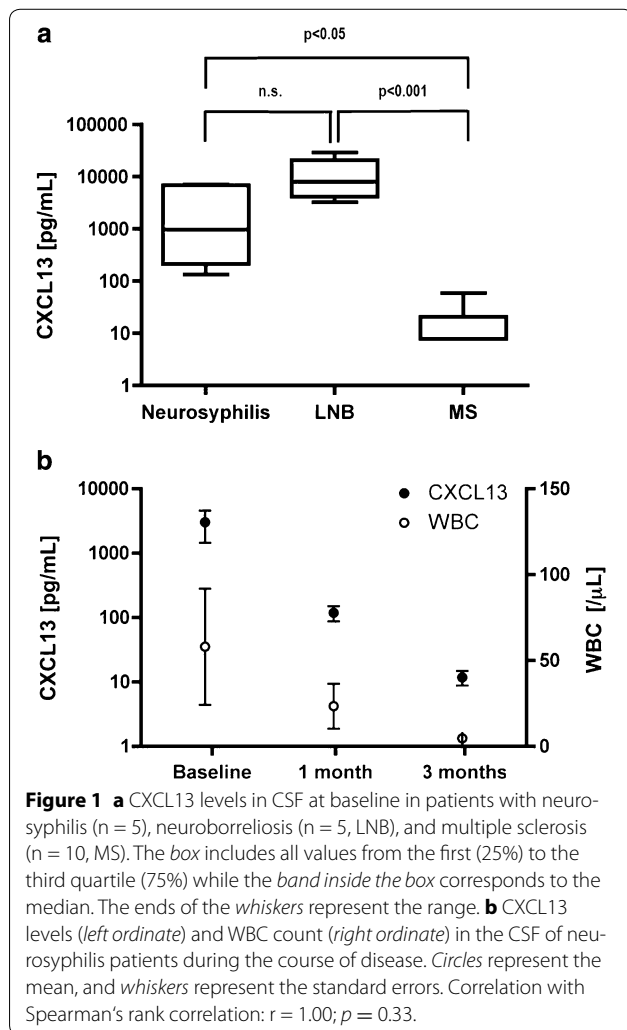 a
p<0.05
n.s.
p<0.001
CXCL13 [pg/mL]
100000
10000
1000
100
10
1
Neurosyphilis LNB MS
b
CXCL13 [pg/mL]
10000
1000
100
10
1
CXCL13
WBC
150
100
50
0
WBC [/μL]
Baseline 1 month 3 months
Figure 1 a CXCL13 levels in CSF at baseline in patients with neuro-
syphilis (n = 5), neuroborreliosis (n = 5, LNB), and multiple sclerosis
(n = 10, MS). The box includes all values from the first (25%) to the
third quartile (75%) while the band inside the box corresponds to the
median. The ends of the whiskers represent the range. b CXCL13
levels (left ordinate) and WBC count (right ordinate) in the CSF of neu-
rosyphilis patients during the course of disease. Circles represent the
mean, and whiskers represent the standard errors. Correlation with
Spearman's rank correlation: r = 1.00; p = 0.33.